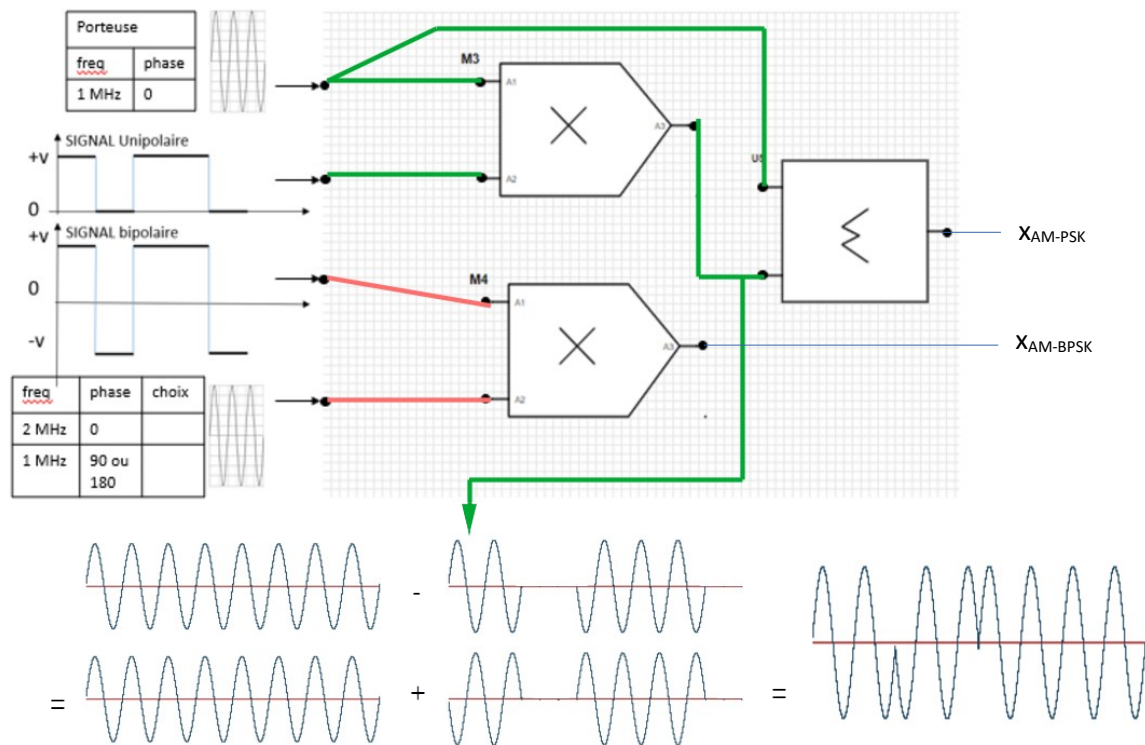 Porteuse
freq phase
1 MHz 0
SIGNAL Unipolaire
+v
0
SIGNAL bipolaire
+v
0
-v
freq phase choix
2 MHz 0
1 MHz 90 ou
180
M3
A1
A2
A3
M4
A1
A2
A3
Σ
XAM-PSK
XAM-BPSK
-
= + =